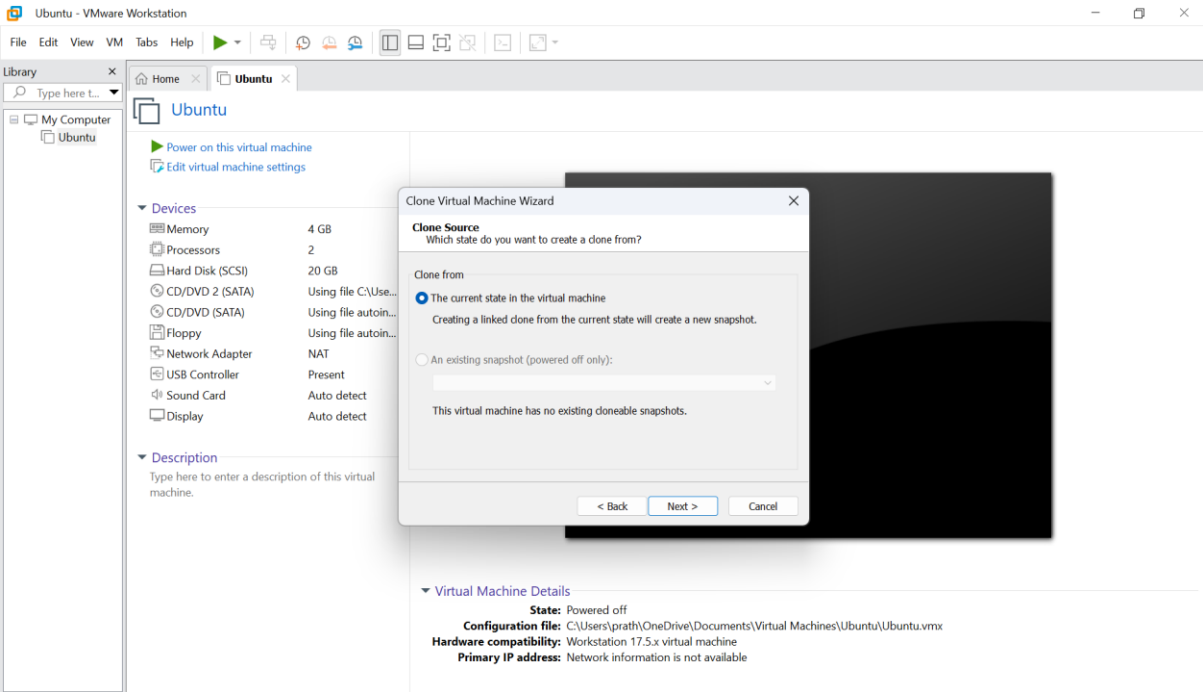 Ubuntu - VMware Workstation
File Edit View VM Tabs Help
Library
Type here t...
My Computer
Ubuntu
Home
Ubuntu
Ubuntu
Power on this virtual machine
Edit virtual machine settings
Devices
Memory 4 GB
Processors 2
Hard Disk (SCSI) 20 GB
CD/DVD 2 (SATA) Using file C:\Use...
CD/DVD (SATA) Using file autoin...
Floppy Using file autoin...
Network Adapter NAT
USB Controller Present
Sound Card Auto detect
Display Auto detect
Description
Type here to enter a description of this virtual
machine.
Clone Virtual Machine Wizard
Clone Source
Which state do you want to create a clone from?
Clone from
The current state in the virtual machine
Creating a linked clone from the current state will create a new snapshot.
An existing snapshot (powered off only):
This virtual machine has no existing cloneable snapshots.
< Back Next > Cancel
Virtual Machine Details
State: Powered off
Configuration file: C:\Users\prath\OneDrive\Documents\Virtual Machines\Ubuntu\Ubuntu.vmx
Hardware compatibility: Workstation 17.5.x virtual machine
Primary IP address: Network information is not available